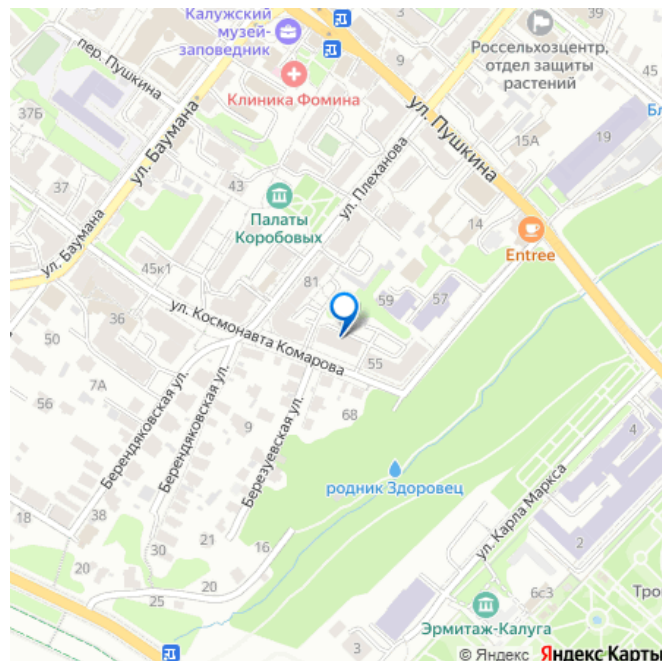 Калужский
музей-
заповедник
39
Россельхозцентр,
отдел защиты
растений
пер. Пушкина
9
45
Клиника Фомина
37Б
ул. Баумана
ул. Пушкина
Бл
15А
19
ул. Плеханова
37
43
Палаты
Коробовых
14
Entree
ул. Баумана
45к1
81
59
57
36
ул. Космонавта Комарова
50
55
7А
56
68
9
Берендяковская ул.
Берендяковская ул.
Березуевская ул.
4
родник Здоровец
ул. Карла Маркса
38
30
21
16
2
20
20
25
6с3
Тро
Эрмитаж-Калуга
3
© Яндекс Яндекс Карты